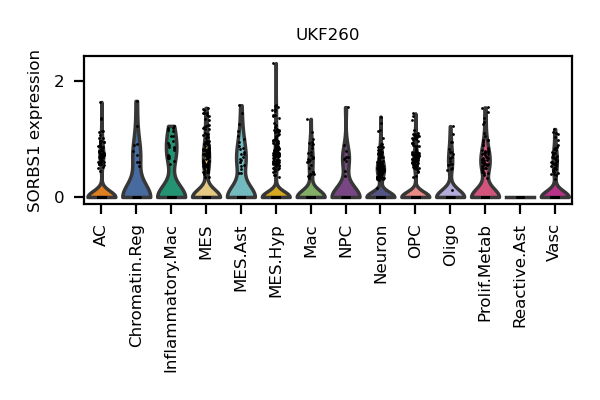 UKF260
SORBS1 expression
2
0
AC
Chromatin.Reg
Inflammatory.Mac
MES
MES.Ast
MES.Hyp
Mac
NPC
Neuron
OPC
Oligo
Prolif.Metab
Reactive.Ast
Vasc